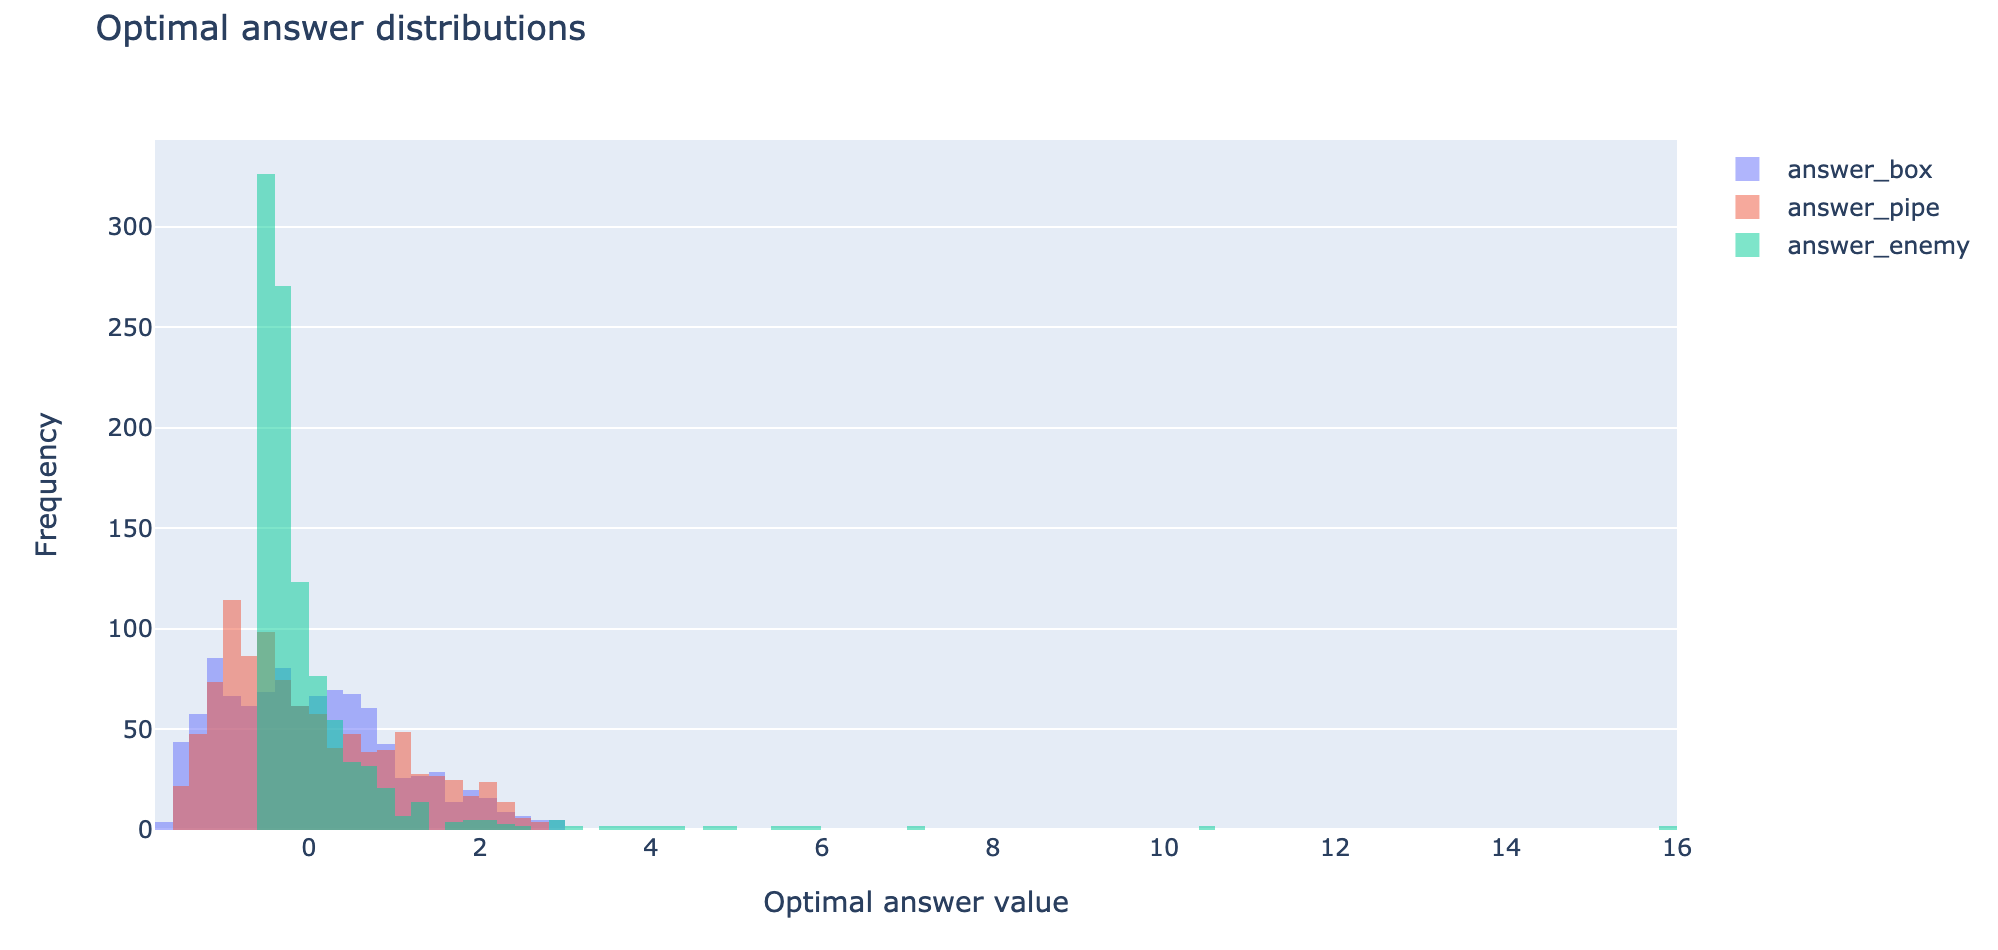 Optimal answer distributions
answer_box
answer_pipe
answer_enemy
Frequency
300
250
200
150
100
50
0
0 2 4 6 8 10 12 14 16
Optimal answer value